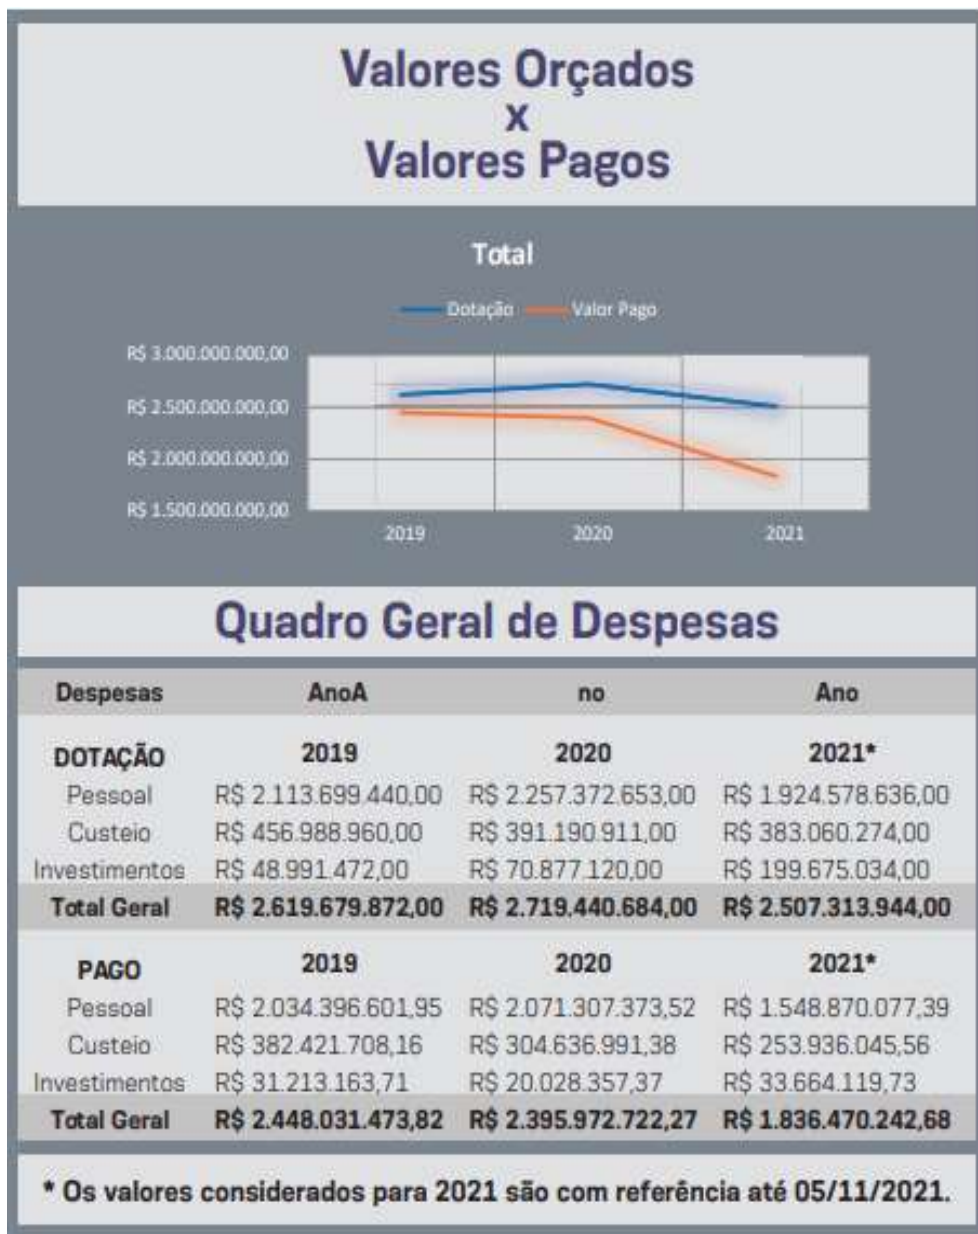 Valores Orçados
x
Valores Pagos
Total
Dotação Valor Pago
R$ 3.000.000.000,00
R$ 2.500.000.000,00
R$ 2.000.000.000,00
R$ 1.500.000.000,00
2019 2020 2021
Quadro Geral de Despesas
Despesas AnoA no Ano
DOTAÇÃO 2019 2020 2021*
Pessoal R$ 2.113.699.440,00 R$ 2.257.372.653,00 R$ 1.924.578.636,00
Custeio R$ 456.988.960,00 R$ 391.190.911,00 R$ 383.060.274,00
Investimentos R$ 48.991.472,00 R$ 70.877.120,00 R$ 199.675.034,00
Total Geral R$ 2.619.679.872,00 R$ 2.719.440.684,00 R$ 2.507.313.944,00
PAGO 2019 2020 2021*
Pessoal R$ 2.034.396.601,95 R$ 2.071.307.373,52 R$ 1.548.870.077,39
Custeio R$ 382.421.708,16 R$ 304.636.991,38 R$ 253.936.045,56
Investimentos R$ 31.213.163,71 R$ 20.028.357,37 R$ 33.664.119,73
Total Geral R$ 2.448.031.473,82 R$ 2.395.972.722,27 R$ 1.836.470.242,68
* Os valores considerados para 2021 são com referência até 05/11/2021.